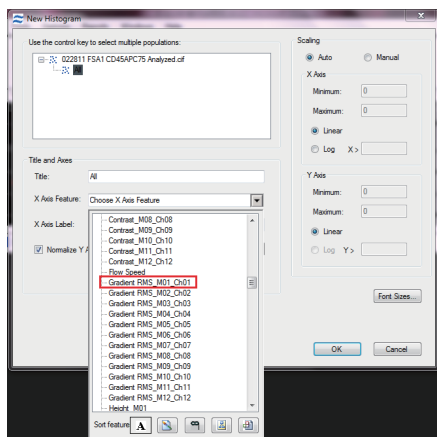 New Histogram
x
Use the control key to select multiple populations:
022811 FSA1 CD45APC75 Analyzed.cif
All
Title and Axes
Title: All
X Axis Feature: Choose X Axis Feature
X Axis Label:
Normalize Y A
Contrast_M08_Ch08
Contrast_M09_Ch09
Contrast_M10_Ch10
Contrast_M11_Ch11
Contrast_M12_Ch12
Flow Speed
Gradient RMS_M01_Ch01
Gradient RMS_M02_Ch02
Gradient RMS_M03_Ch03
Gradient RMS_M04_Ch04
Gradient RMS_M05_Ch05
Gradient RMS_M06_Ch06
Gradient RMS_M07_Ch07
Gradient RMS_M08_Ch08
Gradient RMS_M09_Ch09
Gradient RMS_M10_Ch10
Gradient RMS_M11_Ch11
Gradient RMS_M12_Ch12
Height_M01
Sort feature A
Scaling
Auto Manual
X Axis
Minimum: 0
Maximum: 0
Linear
Log X >
Y Axis
Minimum: 0
Maximum: 0
Linear
Log Y >
Font Sizes...
OK Cancel